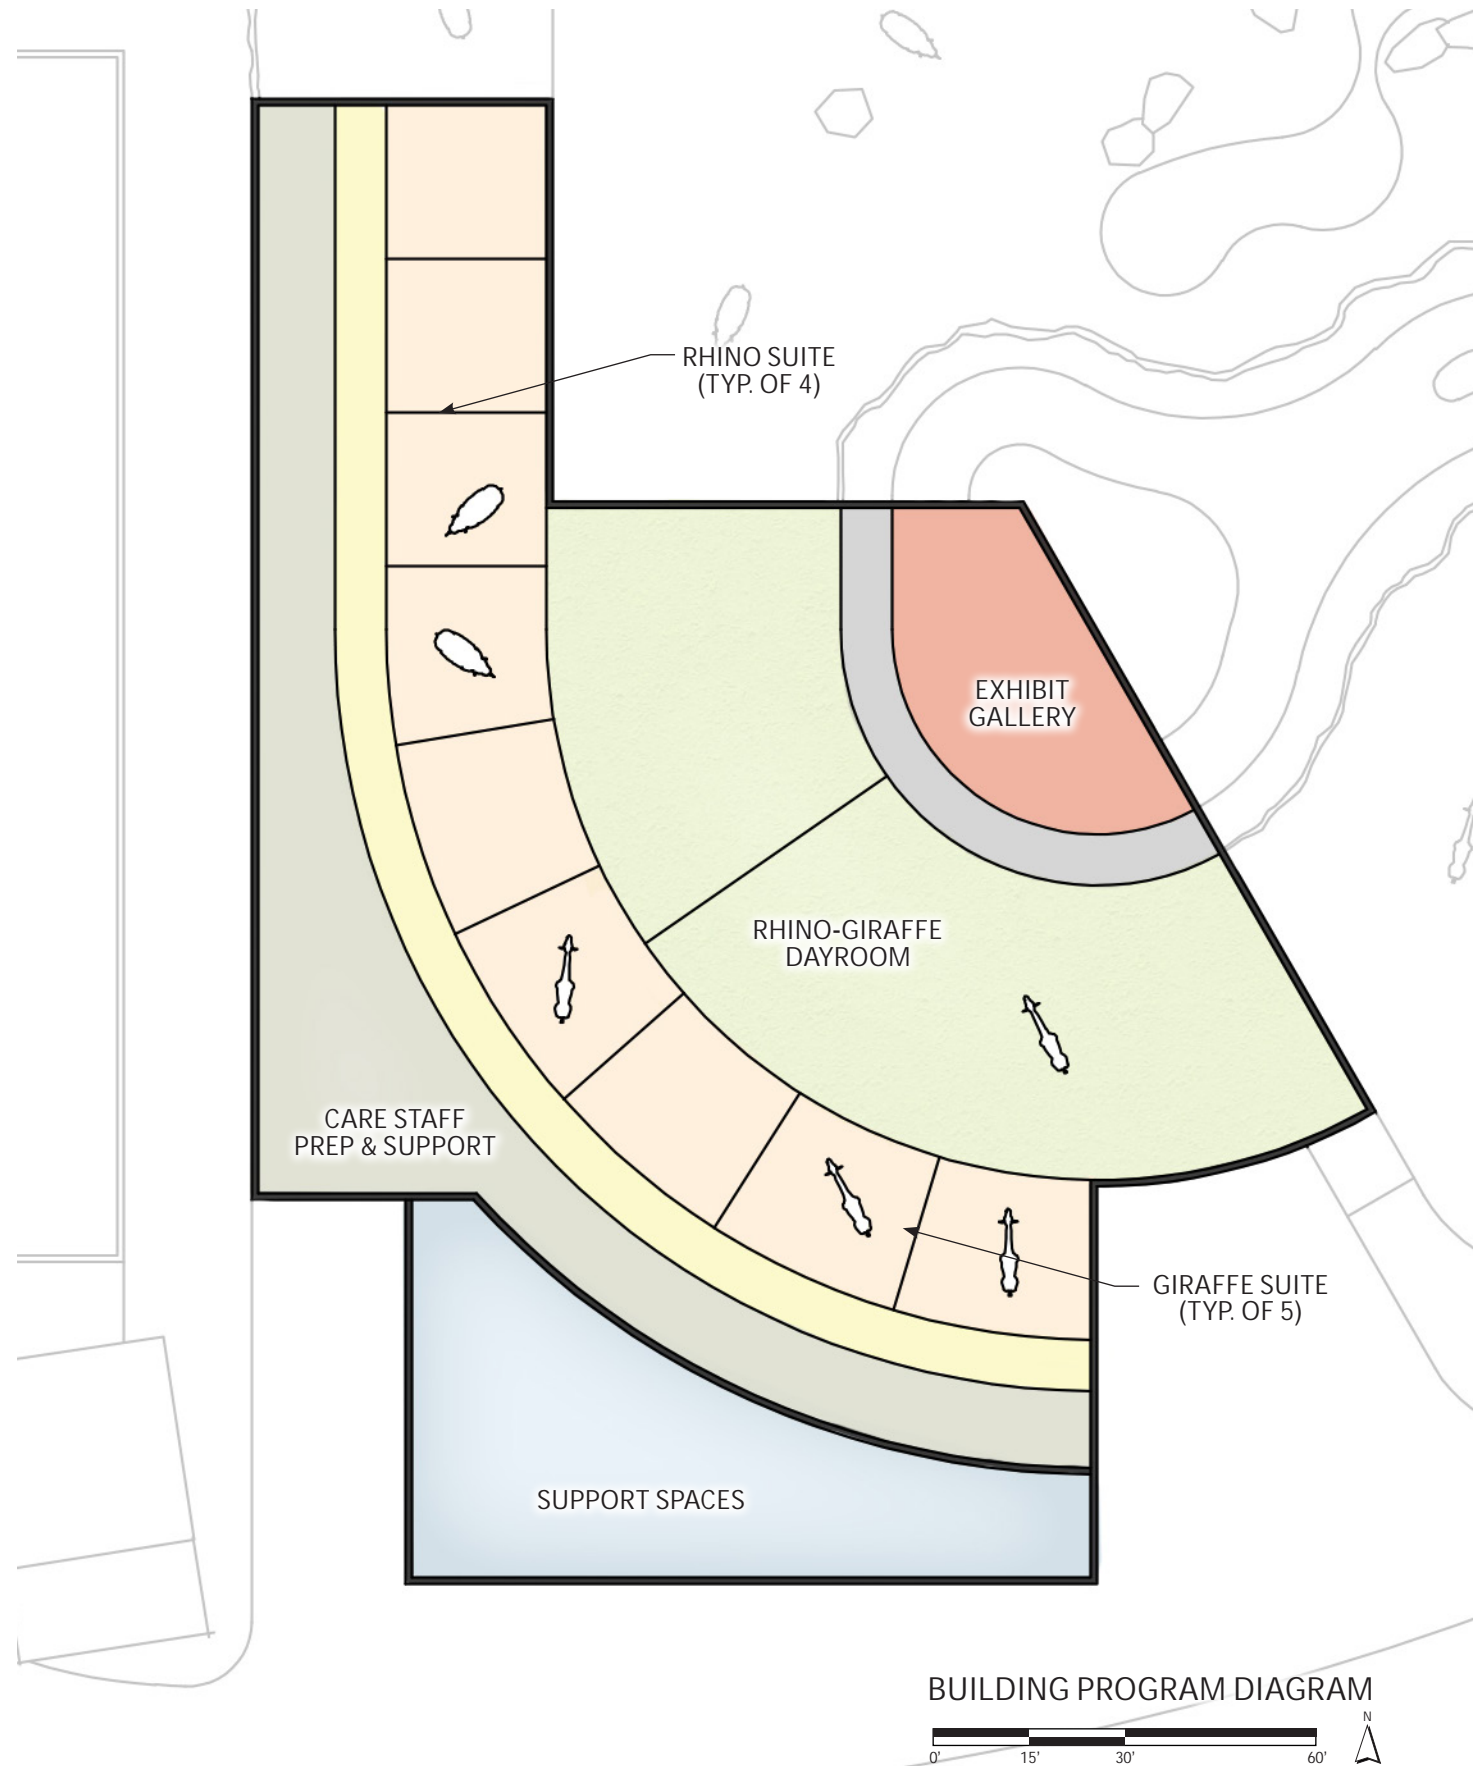 RHINO SUITE
(TYP. OF 4)
EXHIBIT
GALLERY
RHINO-GIRAFFE
DAYROOM
CARE STAFF
PREP & SUPPORT
GIRAFFE SUITE
(TYP. OF 5)
SUPPORT SPACES
BUILDING PROGRAM DIAGRAM
N
0' 15' 30' 60'